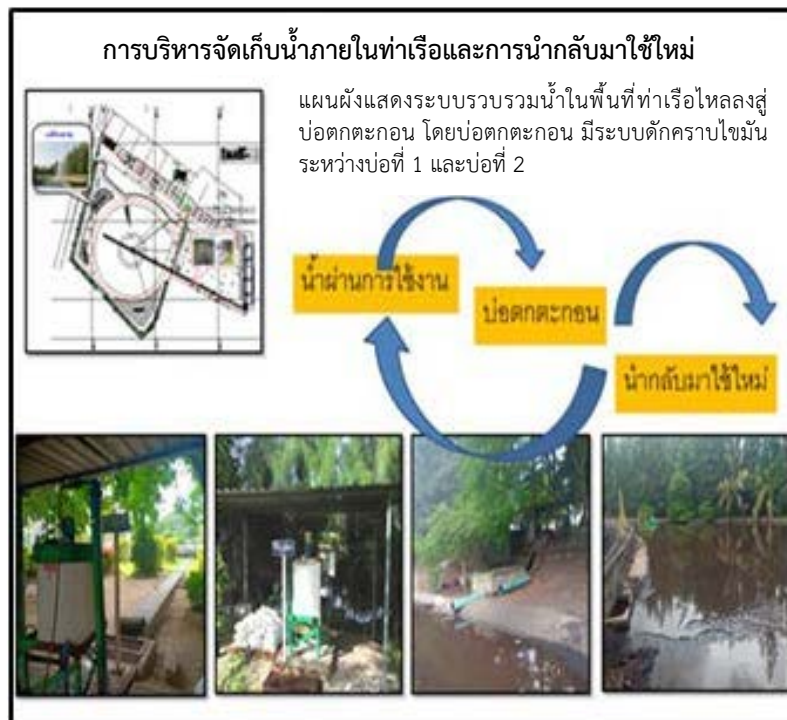 การบริหารจัดเก็บน้ำภายในท่าเรือและการนำกลับมาใช้ใหม่
แผนผังแสดงระบบรวบรวมน้ำในพื้นที่ท่าเรือไหลลงสู่
บ่อตกตะกอน โดยบ่อตกตะกอน มีระบบดักคราบไขมัน
ระหว่างบ่อที่ 1 และบ่อที่ 2
น้ำผ่านการใช้งาน
บ่อตกตะกอน
นำกลับมาใช้ใหม่